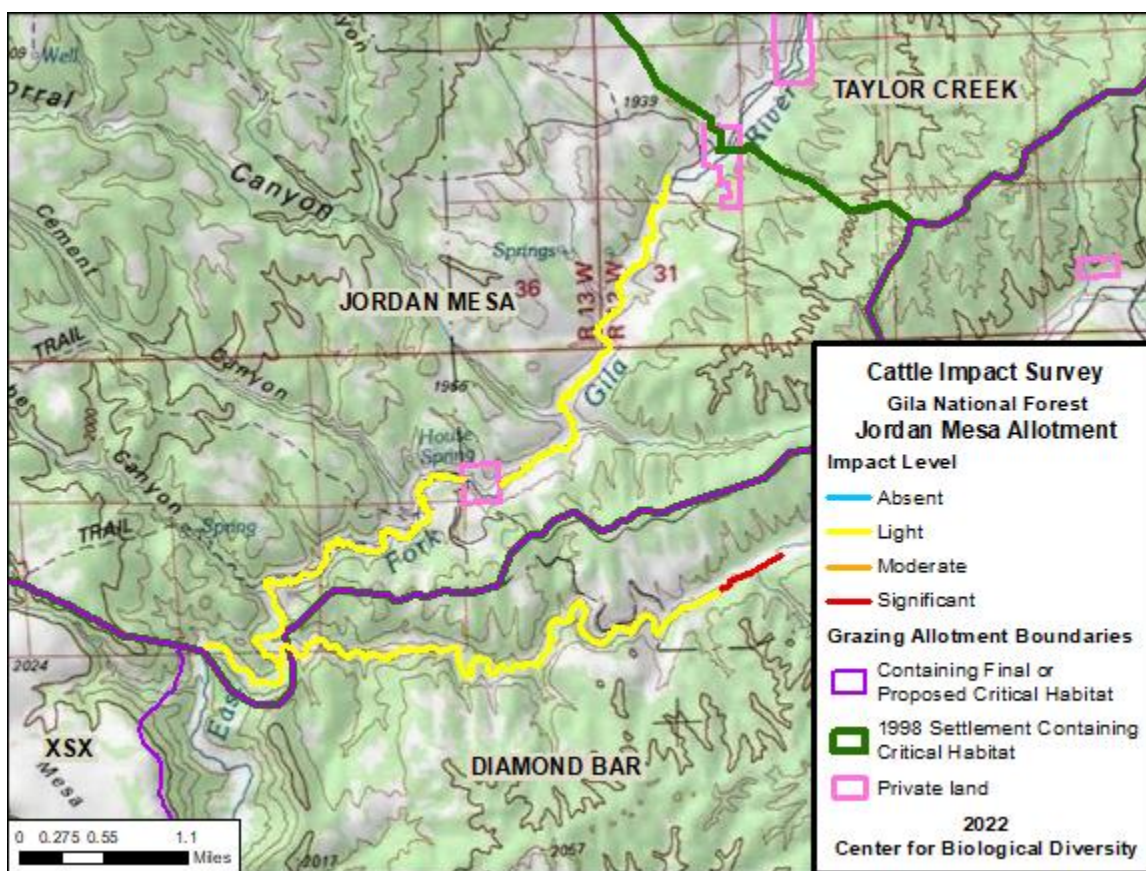 Well
Canyon
1939
TAYLOR CREEK
River
Canyon
Cement
Springs
36
31
R 13 W
R 12 W
JORDAN MESA
TRAIL
Canyon
1966
Gila
2000
House
Spring
Canyon
TRAIL
Spring
Fork
2024
XSX
Mesa
DIAMOND BAR
2017
2057
0 0.275 0.55 1.1
Miles
Cattle Impact Survey
Gila National Forest
Jordan Mesa Allotment
Impact Level
Absent
Light
Moderate
Significant
Grazing Allotment Boundaries
Containing Final or
Proposed Critical Habitat
1998 Settlement Containing
Critical Habitat
Private land
2022
Center for Biological Diversity